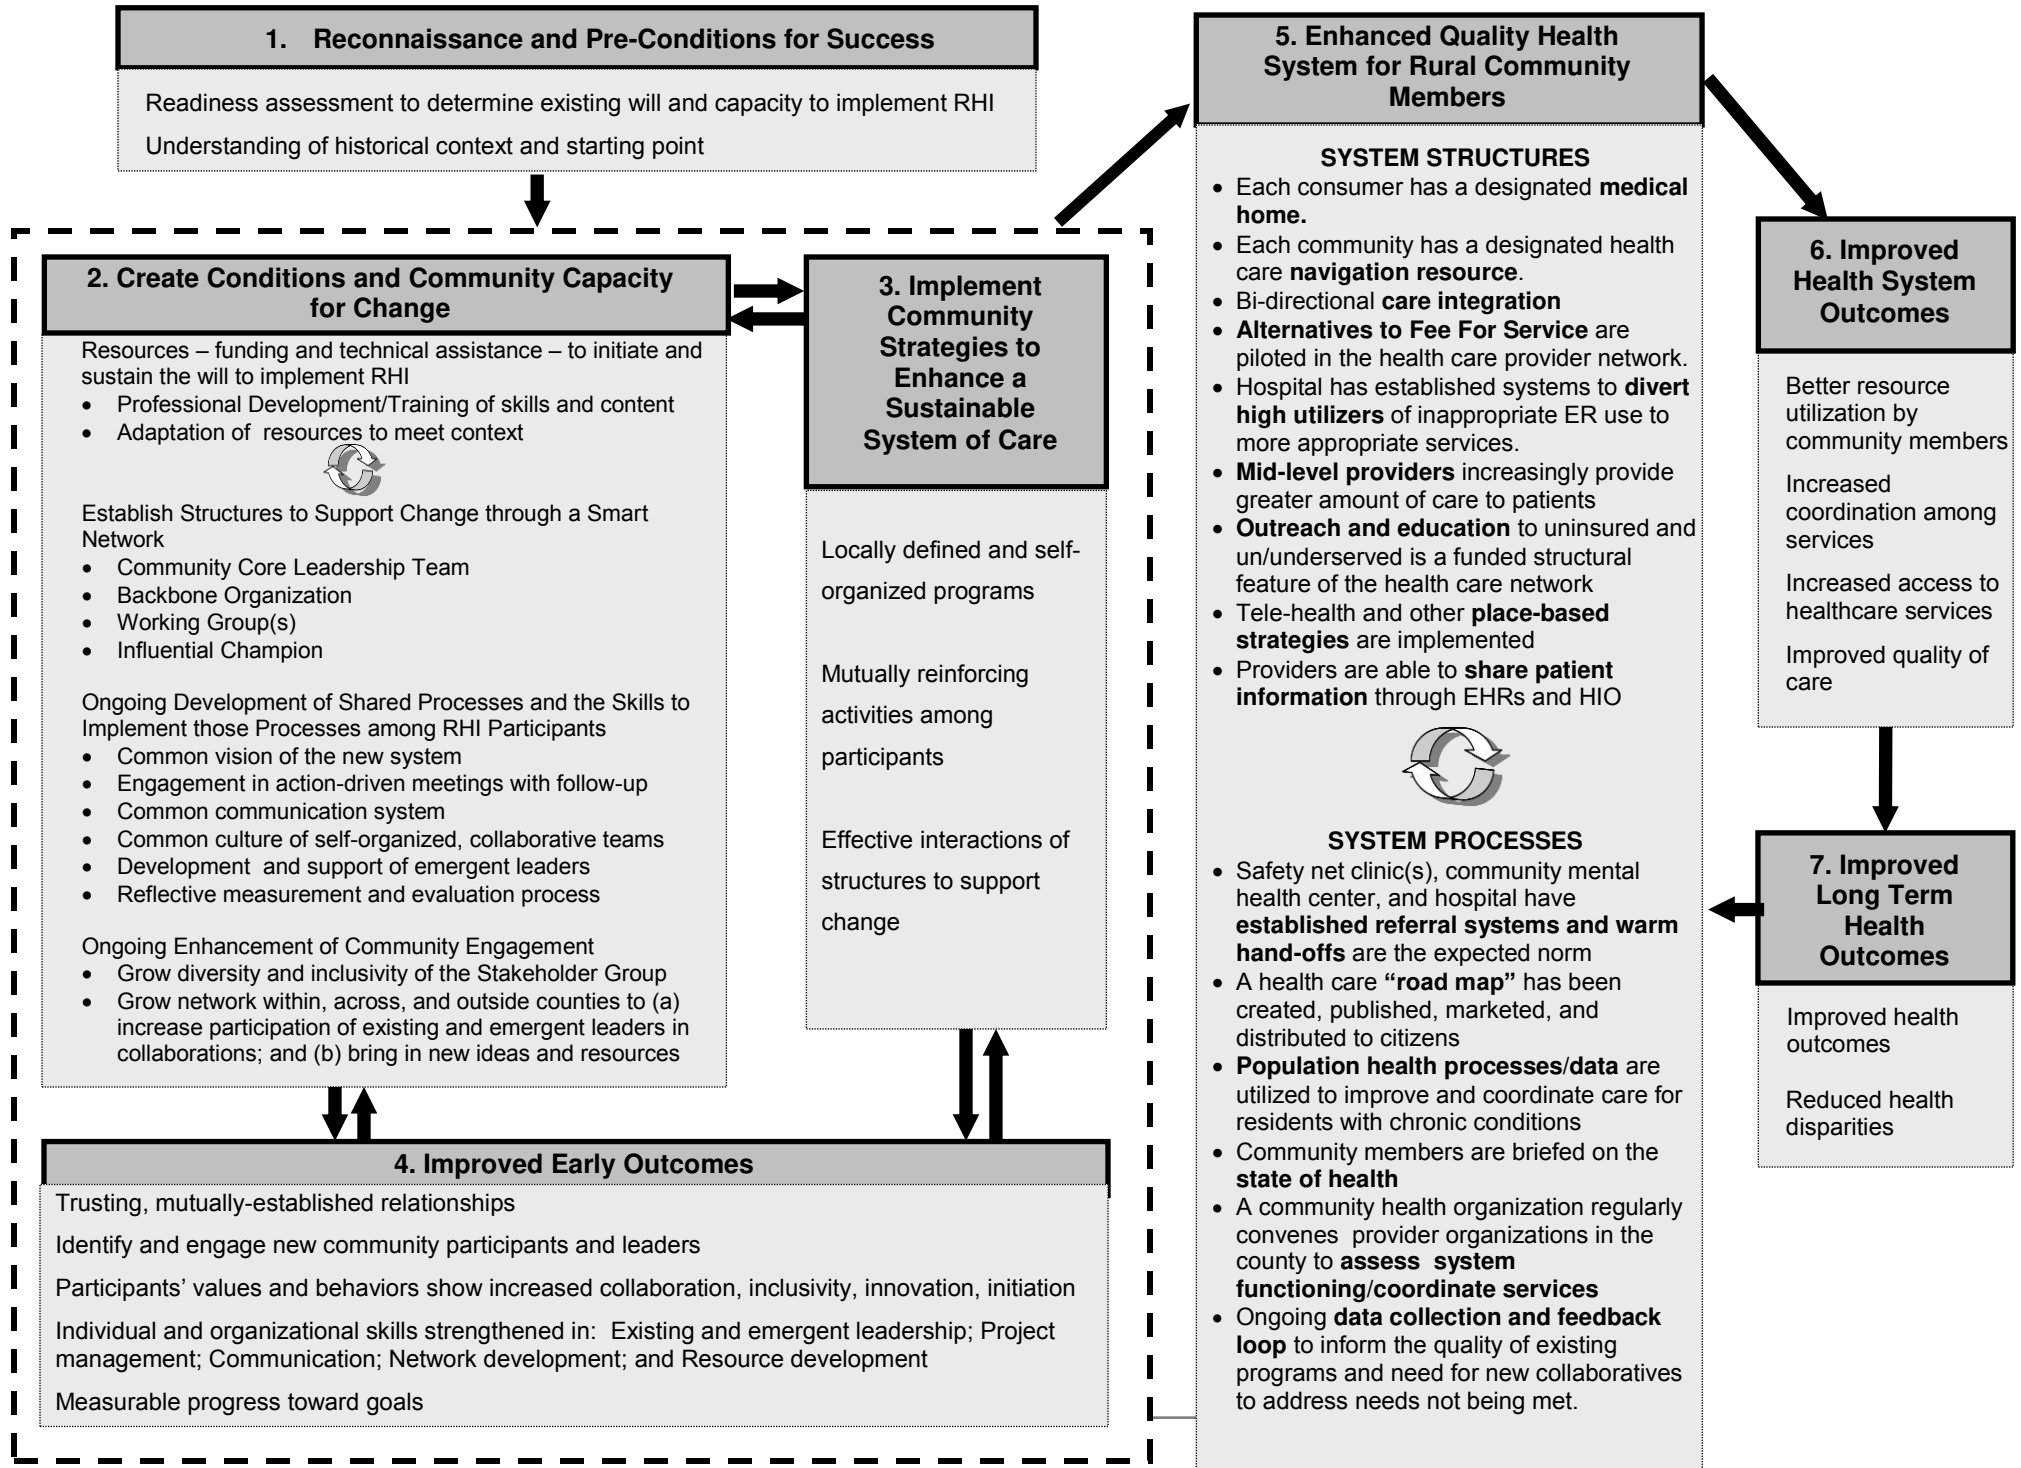 1. Reconnaissance and Pre-Conditions for Success
Readiness assessment to determine existing will and capacity to implement RHI
Understanding of historical context and starting point
2. Create Conditions and Community Capacity
for Change
Resources – funding and technical assistance – to initiate and
sustain the will to implement RHI
• Professional Development/Training of skills and content
• Adaptation of resources to meet context
Establish Structures to Support Change through a Smart
Network
• Community Core Leadership Team
• Backbone Organization
• Working Group(s)
• Influential Champion
Ongoing Development of Shared Processes and the Skills to
Implement those Processes among RHI Participants
• Common vision of the new system
• Engagement in action-driven meetings with follow-up
• Common communication system
• Common culture of self-organized, collaborative teams
• Development and support of emergent leaders
• Reflective measurement and evaluation process
Ongoing Enhancement of Community Engagement
• Grow diversity and inclusivity of the Stakeholder Group
• Grow network within, across, and outside counties to (a)
increase participation of existing and emergent leaders in
collaborations; and (b) bring in new ideas and resources
3. Implement
Community
Strategies to
Enhance a
Sustainable
System of Care
Locally defined and self-
organized programs
Mutually reinforcing
activities among
participants
Effective interactions of
structures to support
change
4. Improved Early Outcomes
Trusting, mutually-established relationships
Identify and engage new community participants and leaders
Participants’ values and behaviors show increased collaboration, inclusivity, innovation, initiation
Individual and organizational skills strengthened in: Existing and emergent leadership; Project
management; Communication; Network development; and Resource development
Measurable progress toward goals
5. Enhanced Quality Health
System for Rural Community
Members
SYSTEM STRUCTURES
• Each consumer has a designated medical
home.
• Each community has a designated health
care navigation resource.
• Bi-directional care integration
• Alternatives to Fee For Service are
piloted in the health care provider network.
• Hospital has established systems to divert
high utilizers of inappropriate ER use to
more appropriate services.
• Mid-level providers increasingly provide
greater amount of care to patients
• Outreach and education to uninsured and
un/underserved is a funded structural
feature of the health care network
• Tele-health and other place-based
strategies are implemented
• Providers are able to share patient
information through EHRs and HIO
SYSTEM PROCESSES
• Safety net clinic(s), community mental
health center, and hospital have
established referral systems and warm
hand-offs are the expected norm
• A health care “road map” has been
created, published, marketed, and
distributed to citizens
• Population health processes/data are
utilized to improve and coordinate care for
residents with chronic conditions
• Community members are briefed on the
state of health
• A community health organization regularly
convenes provider organizations in the
county to assess system
functioning/coordinate services
• Ongoing data collection and feedback
loop to inform the quality of existing
programs and need for new collaboratives
to address needs not being met.
6. Improved
Health System
Outcomes
Better resource
utilization by
community members
Increased
coordination among
services
Increased access to
healthcare services
Improved quality of
care
7. Improved
Long Term
Health
Outcomes
Improved health
outcomes
Reduced health
disparities